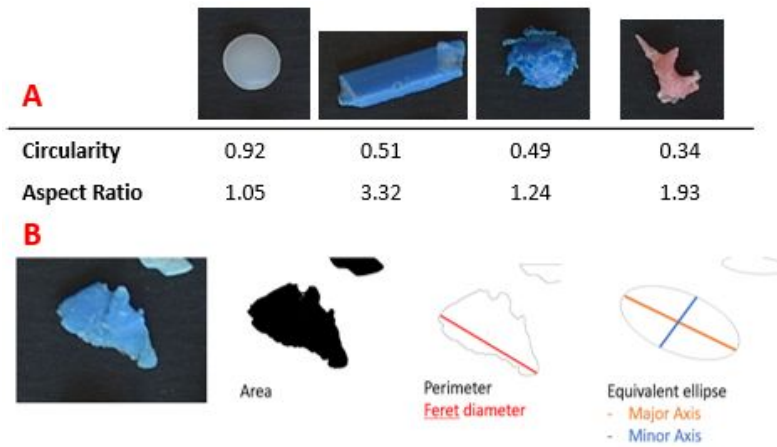 A
Circularity 0.92 0.51 0.49 0.34
Aspect Ratio 1.05 3.32 1.24 1.93
B
Area
Perimeter
Feret diameter
Equivalent ellipse
- Major Axis
- Minor Axis